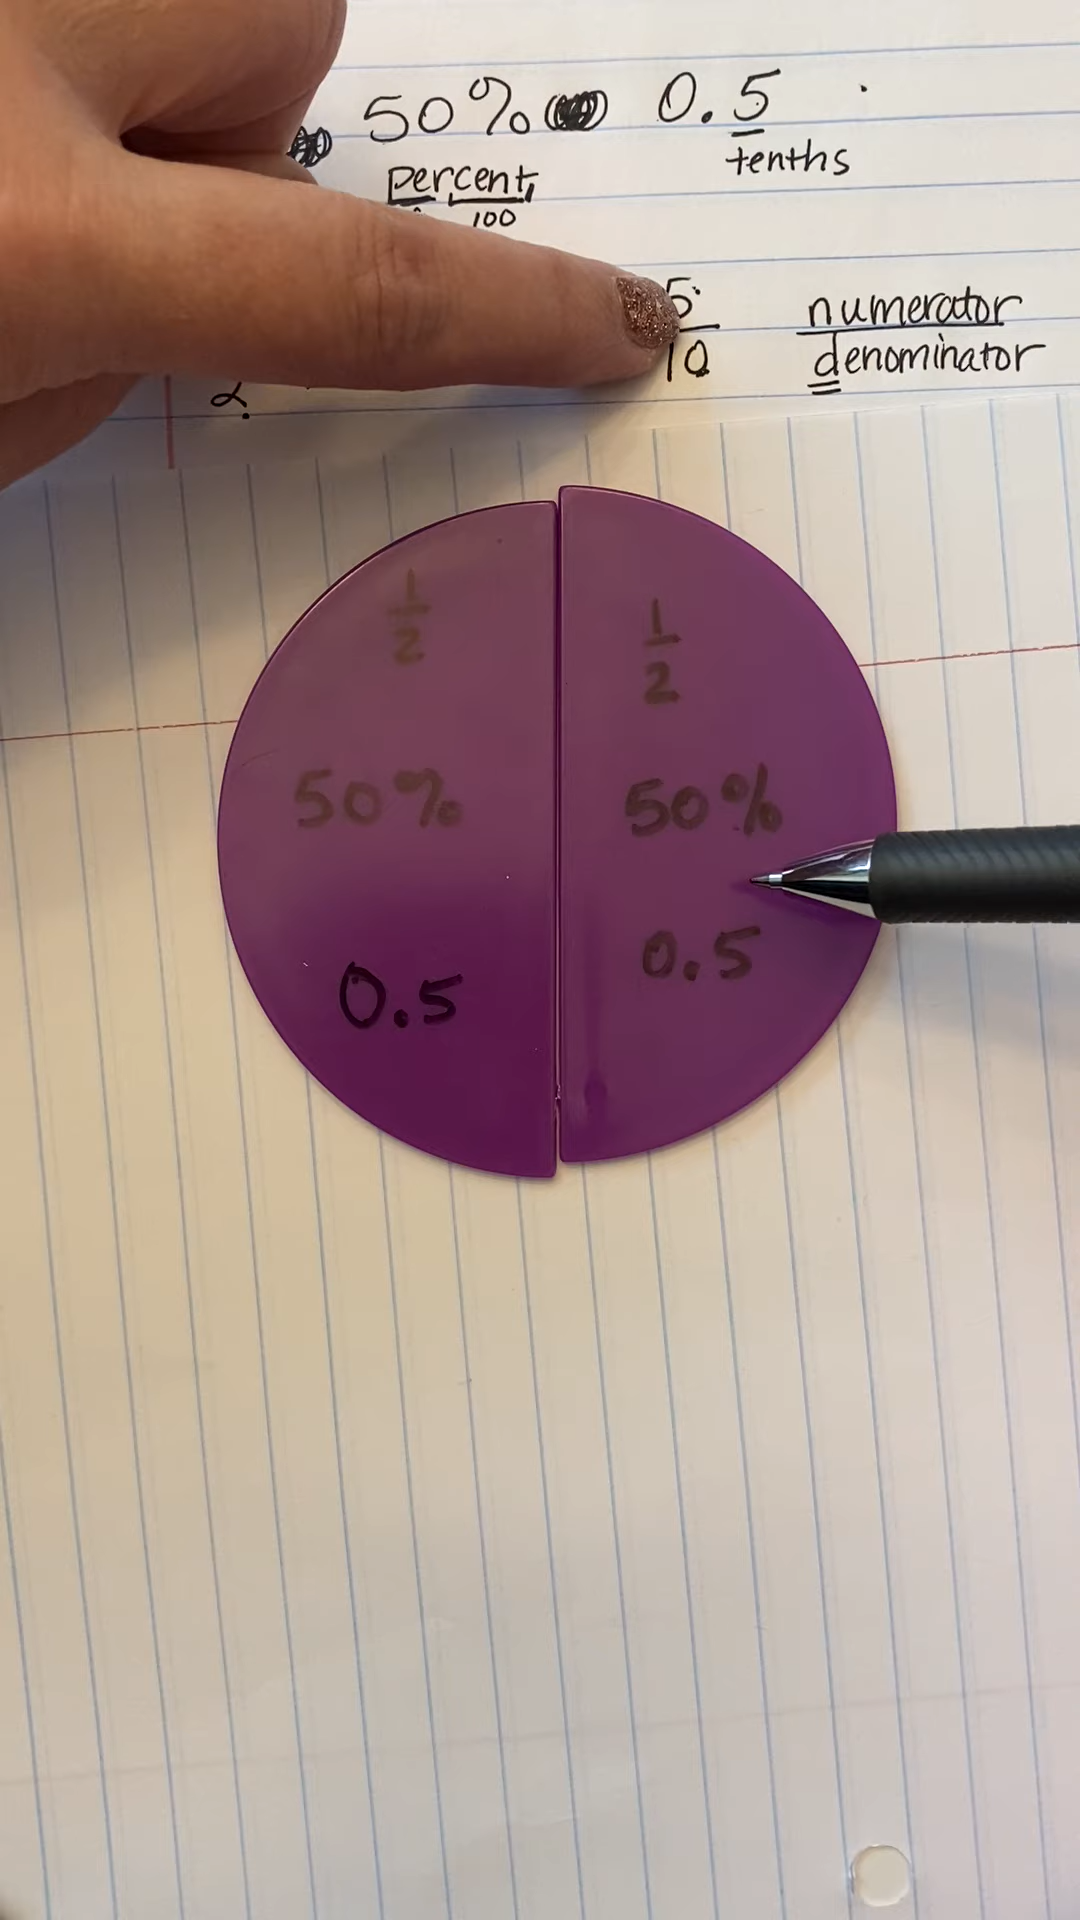 50% 0.5
percent tenths
100
5 numerator
10 denominator
2
1 1
2 2
50% 50%
0.5 0.5